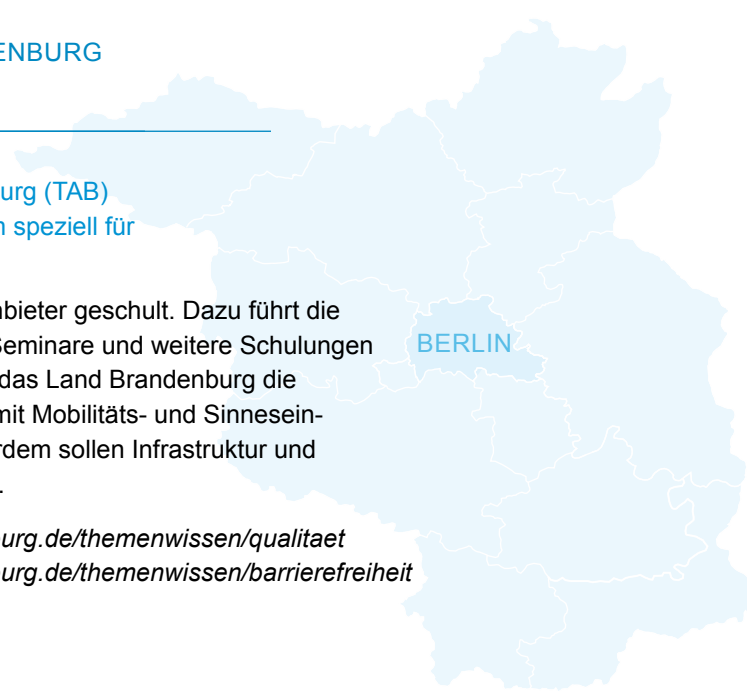 ENBURG
urg (TAB)
n speziell für
nbieter geschult. Dazu führt die
Seminare und weitere Schulungen
das Land Brandenburg die
mit Mobilitäts- und Sinnesein-
rdem sollen Infrastruktur und
.
urg.de/themenwissen/qualitaet
urg.de/themenwissen/barrierefreiheit
BERLIN